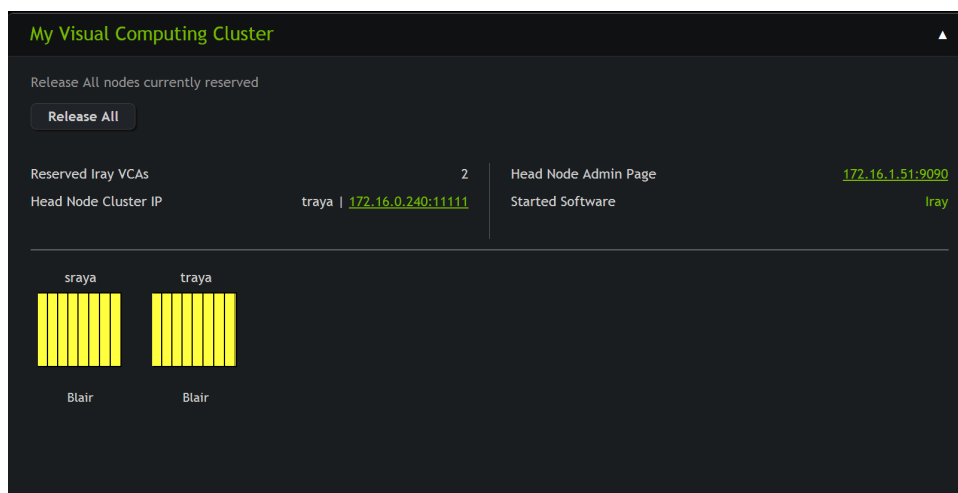 My Visual Computing Cluster ▲
Release All nodes currently reserved
Release All
Reserved Iray VCAs 2
Head Node Cluster IP traya | 172.16.0.240:11111
Head Node Admin Page 172.16.1.51:9090
Started Software Iray
sraya traya
Blair Blair